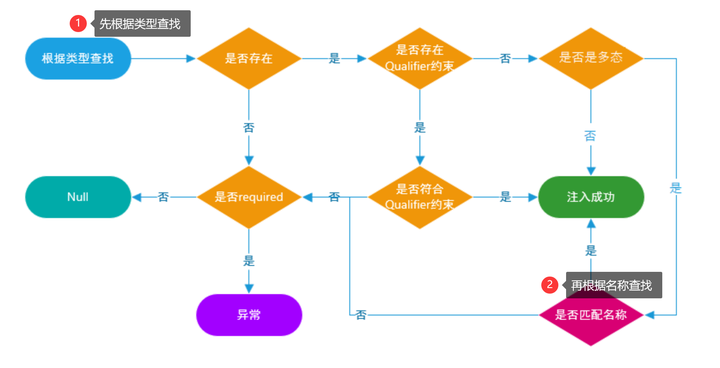 1 先根据类型查找
根据类型查找
是否存在
是
是否存在
Qualifier约束
否
是否是多态
否
是
否
是
Null
否
是否required
否
是否符合
Qualifier约束
是
注入成功
是
是
2 再根据名称查找
异常
否
是否匹配名称